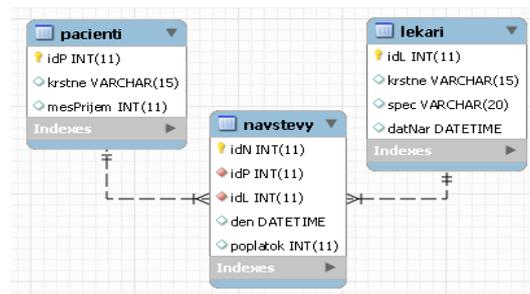 pacienti
idP INT(11)
krstne VARCHAR(15)
mesPrijem INT(11)
Indexes
lekari
idL INT(11)
krstne VARCHAR(15)
spec VARCHAR(20)
datNar DATETIME
Indexes
navstevy
idN INT(11)
idP INT(11)
idL INT(11)
den DATETIME
poplatok INT(11)
Indexes